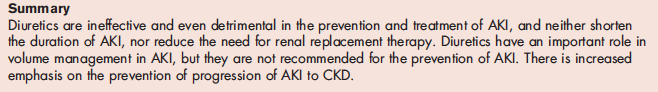 Summary
Diuretics are ineffective and even detrimental in the prevention and treatment of AKI, and neither shorten
the duration of AKI, nor reduce the need for renal replacement therapy. Diuretics have an important role in
volume management in AKI, but they are not recommended for the prevention of AKI. There is increased
emphasis on the prevention of progression of AKI to CKD.